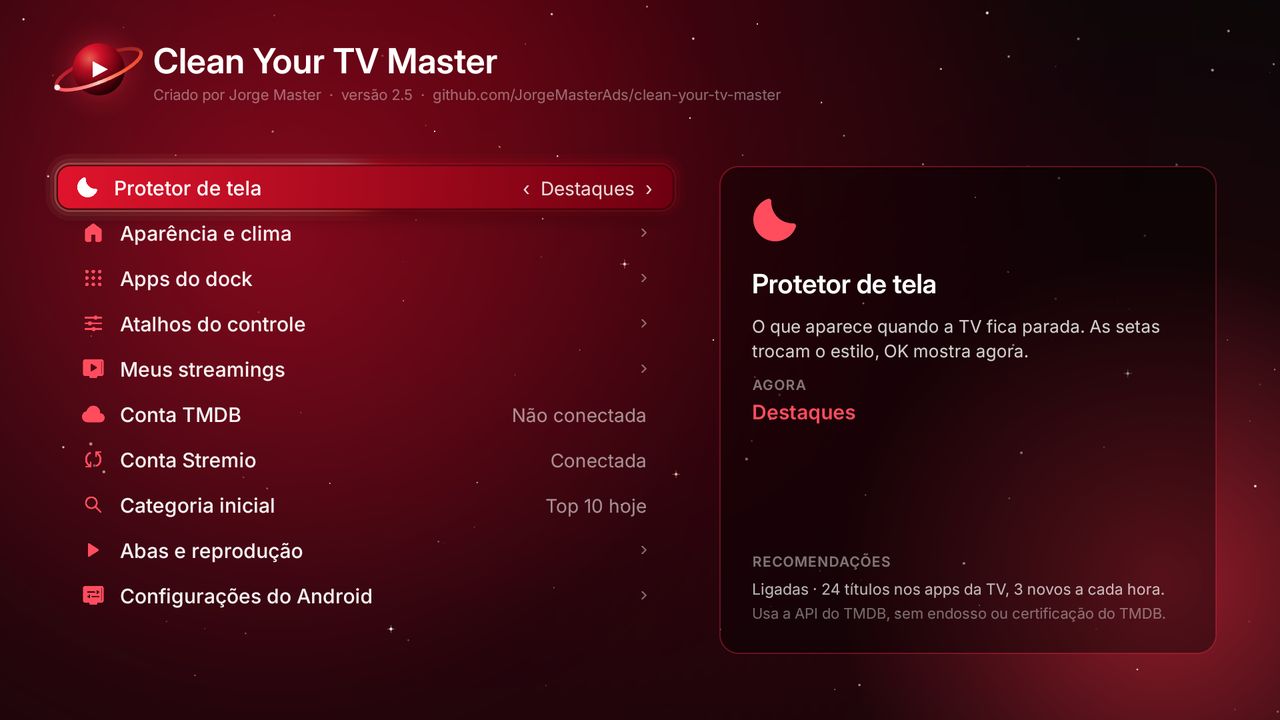 Clean Your TV Master
Criado por Jorge Master · versão 2.5 · github.com/JorgeMasterAds/clean-your-tv-master
Protetor de tela ‹ Destaques ›
Aparência e clima ›
Apps do dock ›
Atalhos do controle ›
Meus streamings ›
Conta TMDB Não conectada
Conta Stremio Conectada
Categoria inicial Top 10 hoje
Abas e reprodução ›
Configurações do Android ›
Protetor de tela
O que aparece quando a TV fica parada. As setas
trocam o estilo, OK mostra agora.
AGORA
Destaques
RECOMENDAÇÕES
Ligadas · 24 títulos nos apps da TV, 3 novos a cada hora.
Usa a API do TMDB, sem endosso ou certificação do TMDB.